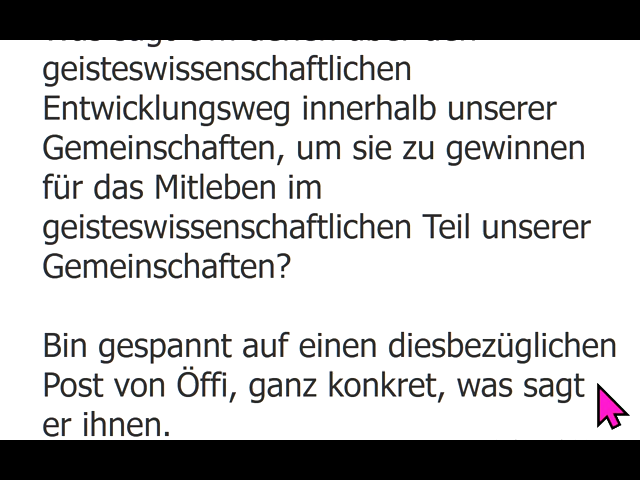 geisteswissenschaftlichen
Entwicklungsweg innerhalb unserer
Gemeinschaften, um sie zu gewinnen
für das Mitleben im
geisteswissenschaftlichen Teil unserer
Gemeinschaften?
Bin gespannt auf einen diesbezüglichen
Post von Öffi, ganz konkret, was sagt
er ihnen.